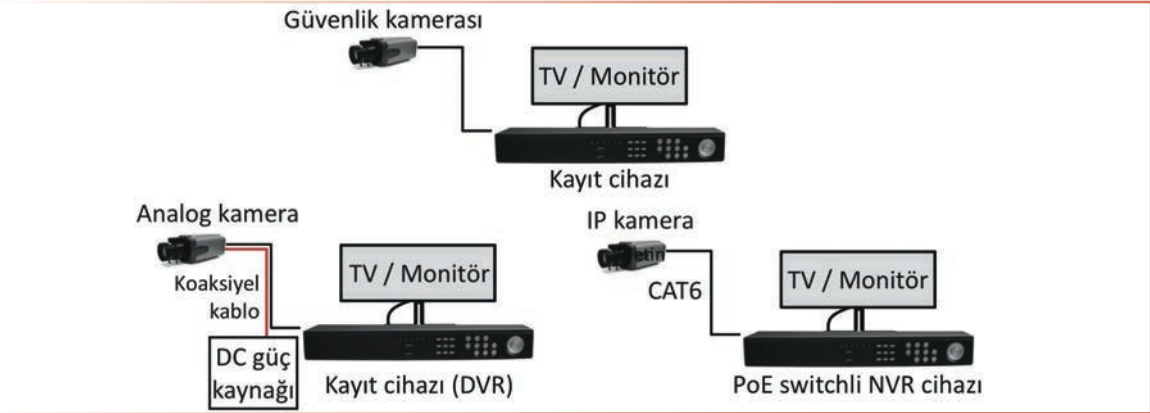 Güvenlik kamerası
TV / Monitör
Kayıt cihazı
Analog kamera
Koaksiyel
kablo
DC güç
kaynağı
TV / Monitör
Kayıt cihazı (DVR)
IP kamera
etin
CAT6
TV / Monitör
PoE switchli NVR cihazı